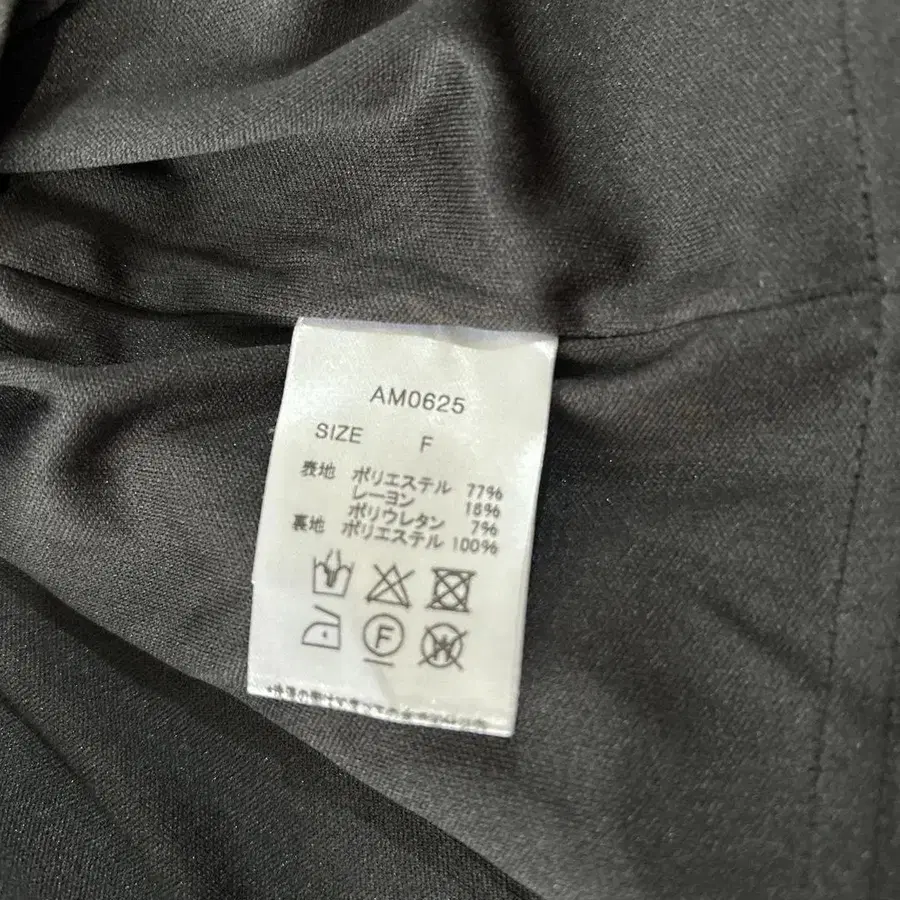 AM0625
SIZE F
表地 ポリエステル 77%
レーヨン 18%
ポリウレタン 7%
裏地 ポリエステル 100%
F
W